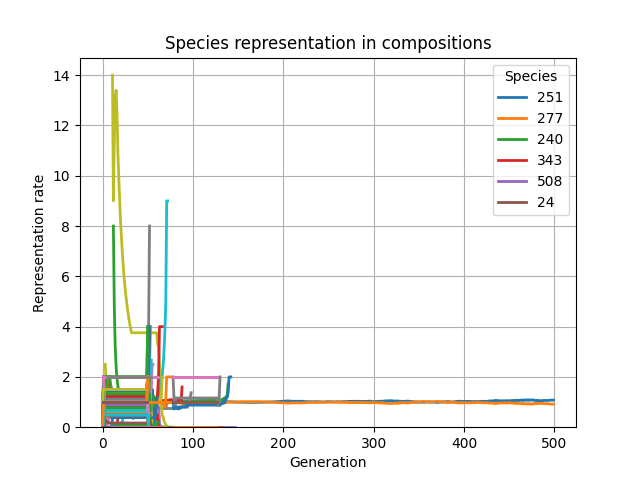 Species representation in compositions
Representation rate
14
12
10
8
6
4
2
0
0 100 200 300 400 500
Generation
Species
251
277
240
343
508
24